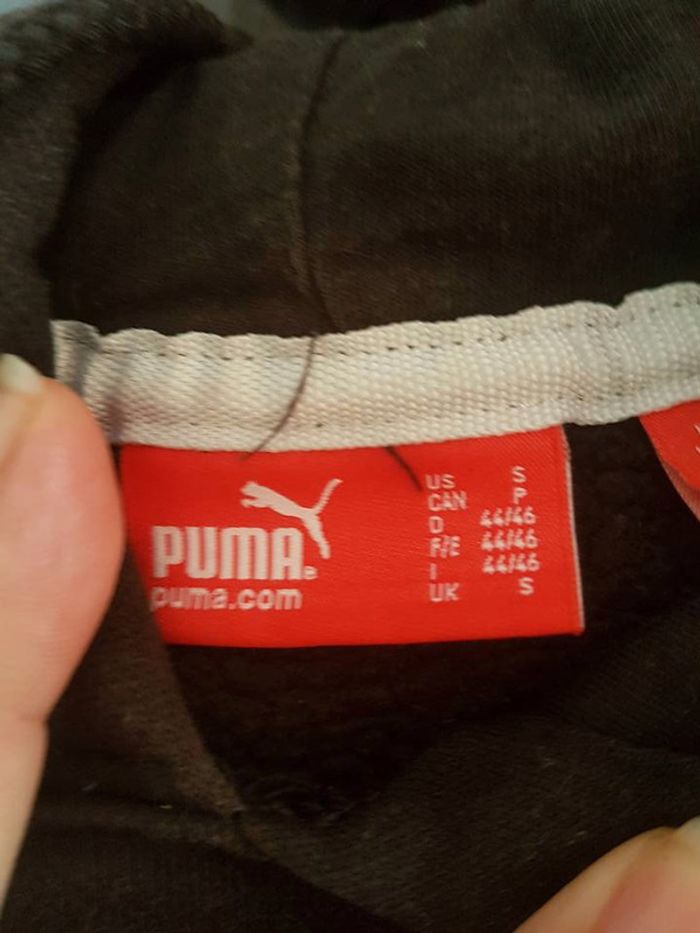 PUMA®
puma.com
US S
CAN P
D 44/46
F/E 44/46
I 44/46
UK S